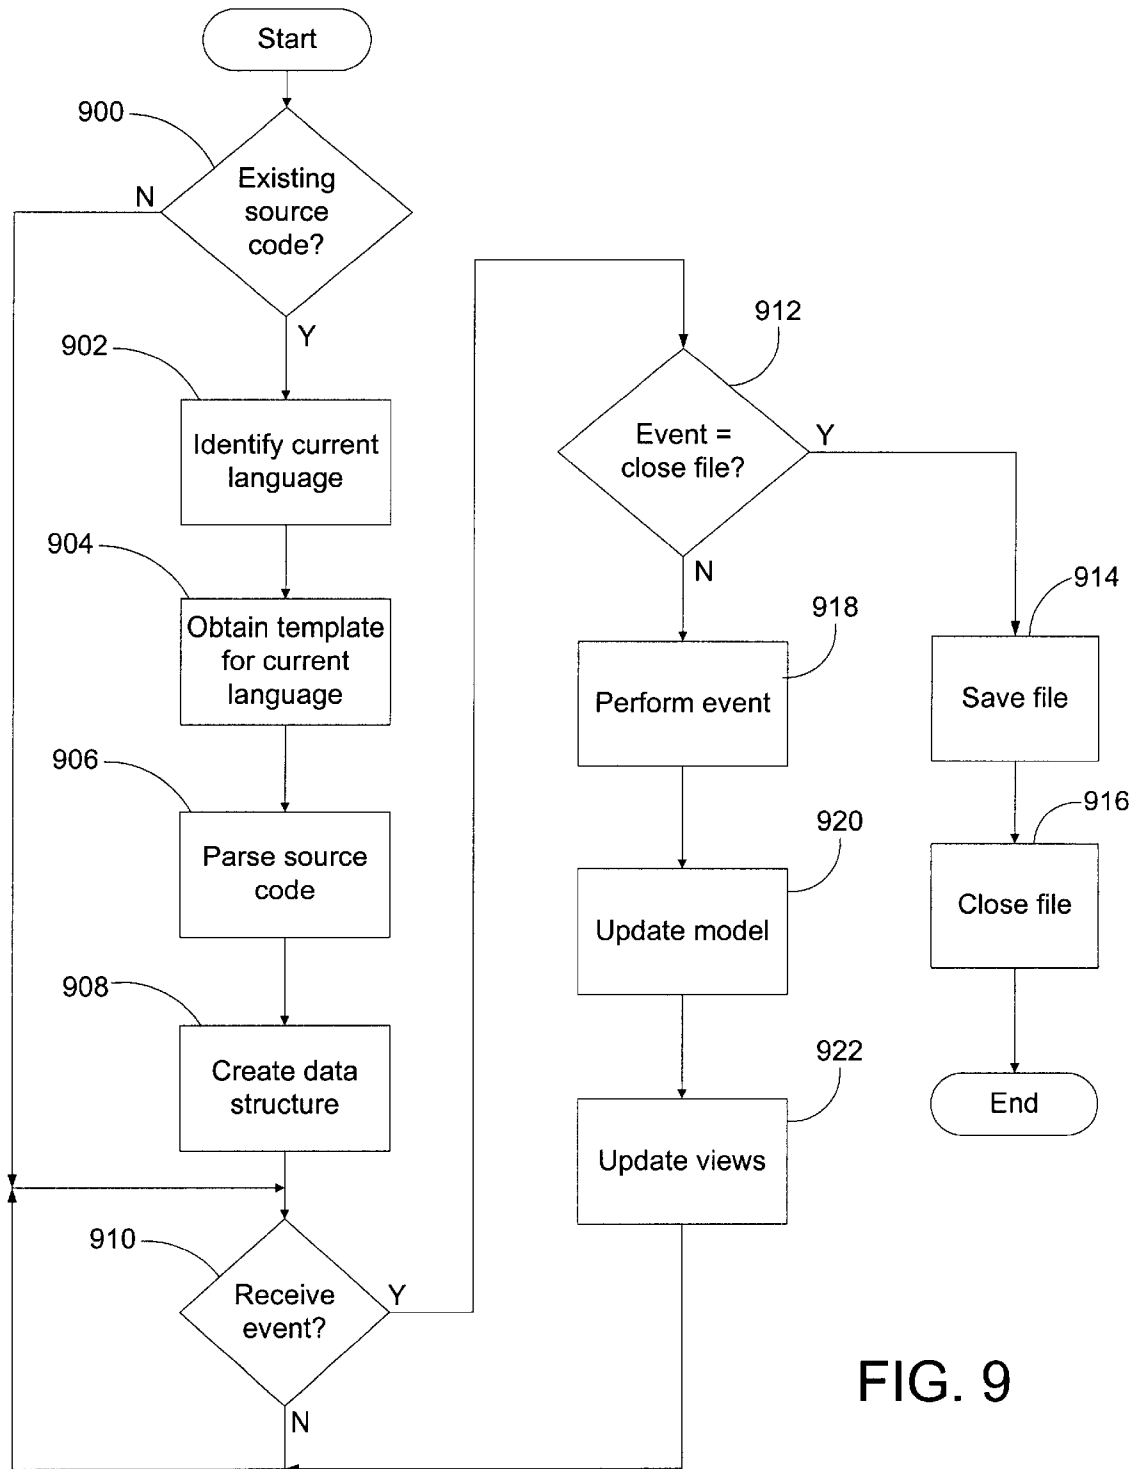 Start
900
Existing
source
code?
N
Y
902
Identify current
language
904
Obtain template
for current
language
906
Parse source
code
908
Create data
structure
910
Receive
event?
Y
N
912
Event =
close file?
Y
N
918
Perform event
920
Update model
922
Update views
914
Save file
916
Close file
End
FIG. 9